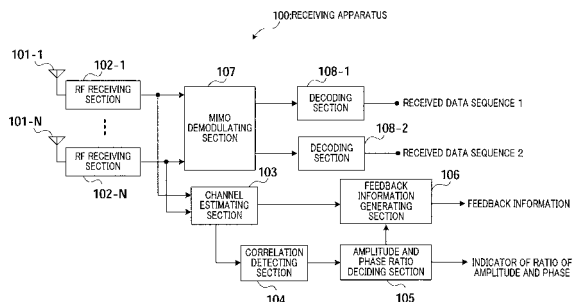 100:RECEIVING APPARATUS
101-1
102-1
RF RECEIVING
SECTION
107
MIMO
DEMODULATING
SECTION
108-1
DECODING
SECTION
RECEIVED DATA SEQUENCE 1
101-N
RF RECEIVING
SECTION
102-N
DECODING
SECTION
RECEIVED DATA SEQUENCE 2
108-2
103
CHANNEL
ESTIMATING
SECTION
106
FEEDBACK
INFORMATION
GENERATING
SECTION
FEEDBACK INFORMATION
CORRELATION
DETECTING
SECTION
104
AMPLITUDE AND
PHASE RATIO
DECIDING SECTION
105
INDICATOR OF RATIO OF
AMPLITUDE AND PHASE